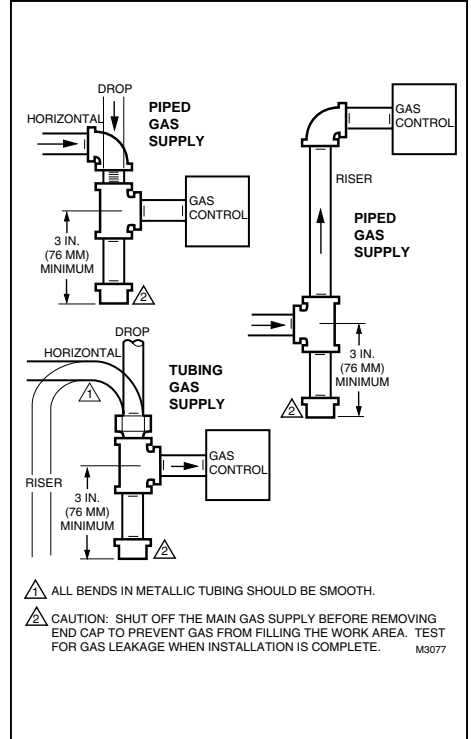 DROP
HORIZONTAL
PIPED
GAS
SUPPLY
GAS
CONTROL
3 IN.
(76 MM)
MINIMUM
2
GAS
CONTROL
RISER
PIPED
GAS
SUPPLY
3 IN.
(76 MM)
MINIMUM
2
DROP
HORIZONTAL
TUBING
GAS
SUPPLY
1
GAS
CONTROL
RISER
3 IN.
(76 MM)
MINIMUM
2
1 ALL BENDS IN METALLIC TUBING SHOULD BE SMOOTH.
2 CAUTION: SHUT OFF THE MAIN GAS SUPPLY BEFORE REMOVING
END CAP TO PREVENT GAS FROM FILLING THE WORK AREA. TEST
FOR GAS LEAKAGE WHEN INSTALLATION IS COMPLETE. M3077